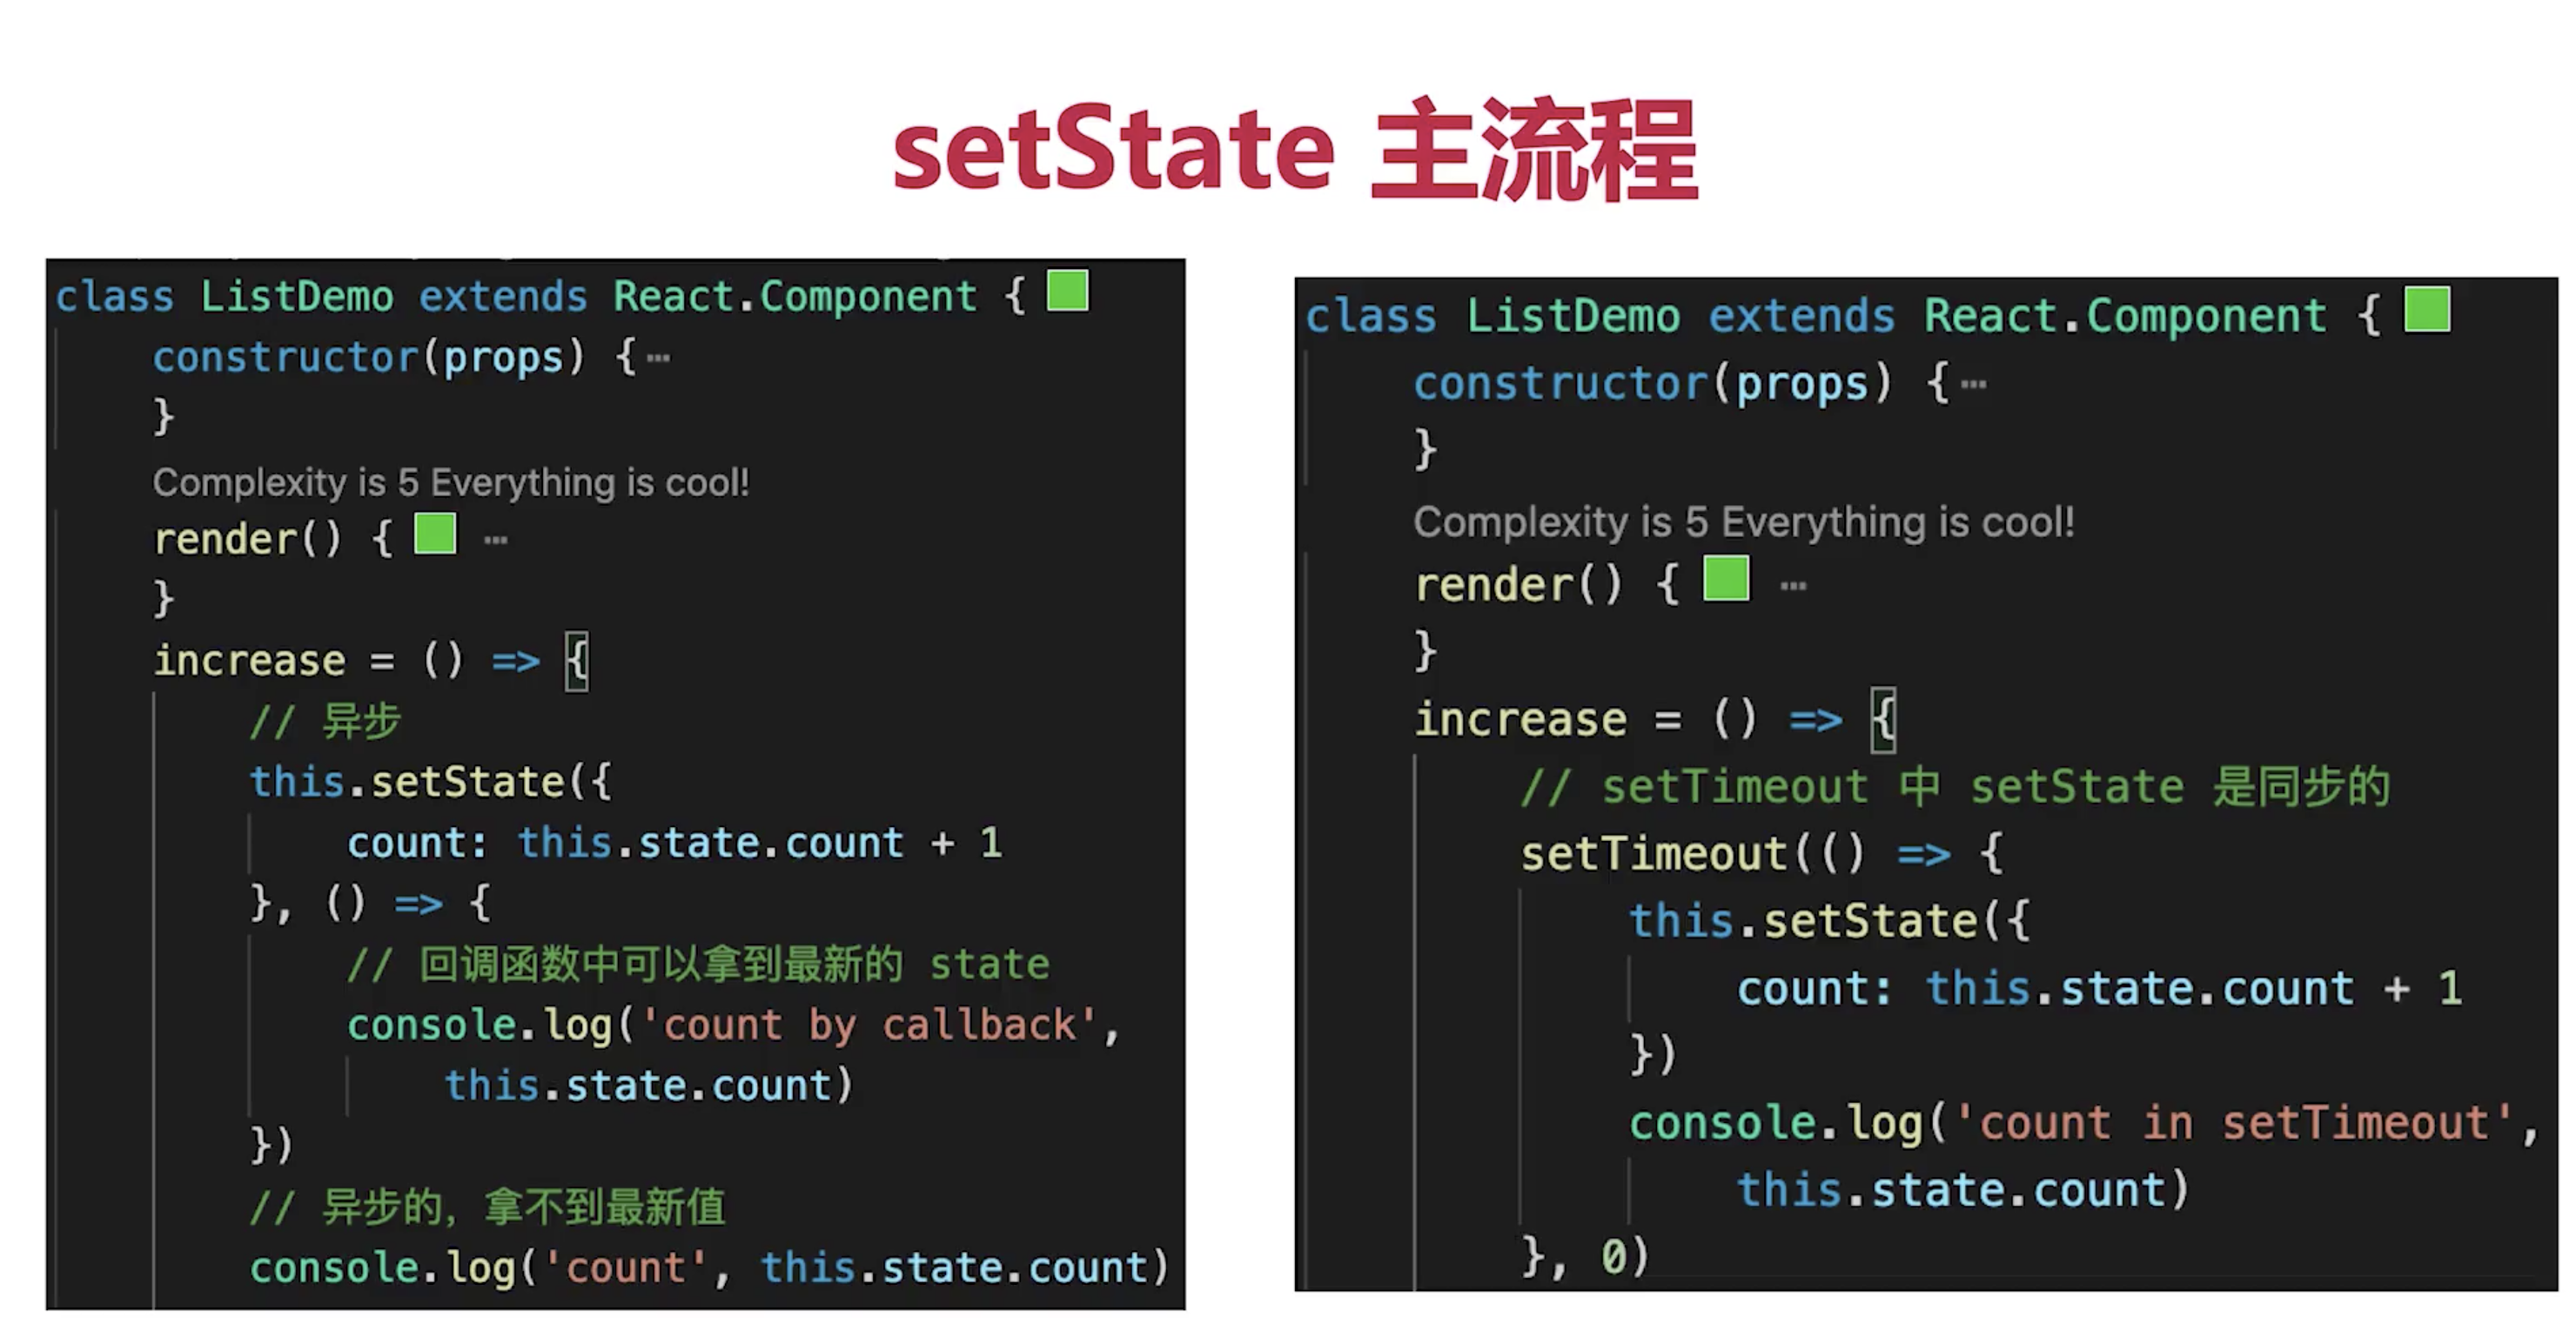 setState 主流程
class ListDemo extends React.Component {
constructor(props) {…
}
Complexity is 5 Everything is cool!
render() { …
}
increase = () => {
// 异步
this.setState({
count: this.state.count + 1
}, () => {
// 回调函数中可以拿到最新的 state
console.log('count by callback',
this.state.count)
})
// 异步的，拿不到最新值
console.log('count', this.state.count)
class ListDemo extends React.Component {
constructor(props) {…
}
Complexity is 5 Everything is cool!
render() { …
}
increase = () => {
// setTimeout 中 setState 是同步的
setTimeout(() => {
this.setState({
count: this.state.count + 1
})
console.log('count in setTimeout',
this.state.count)
}, 0)